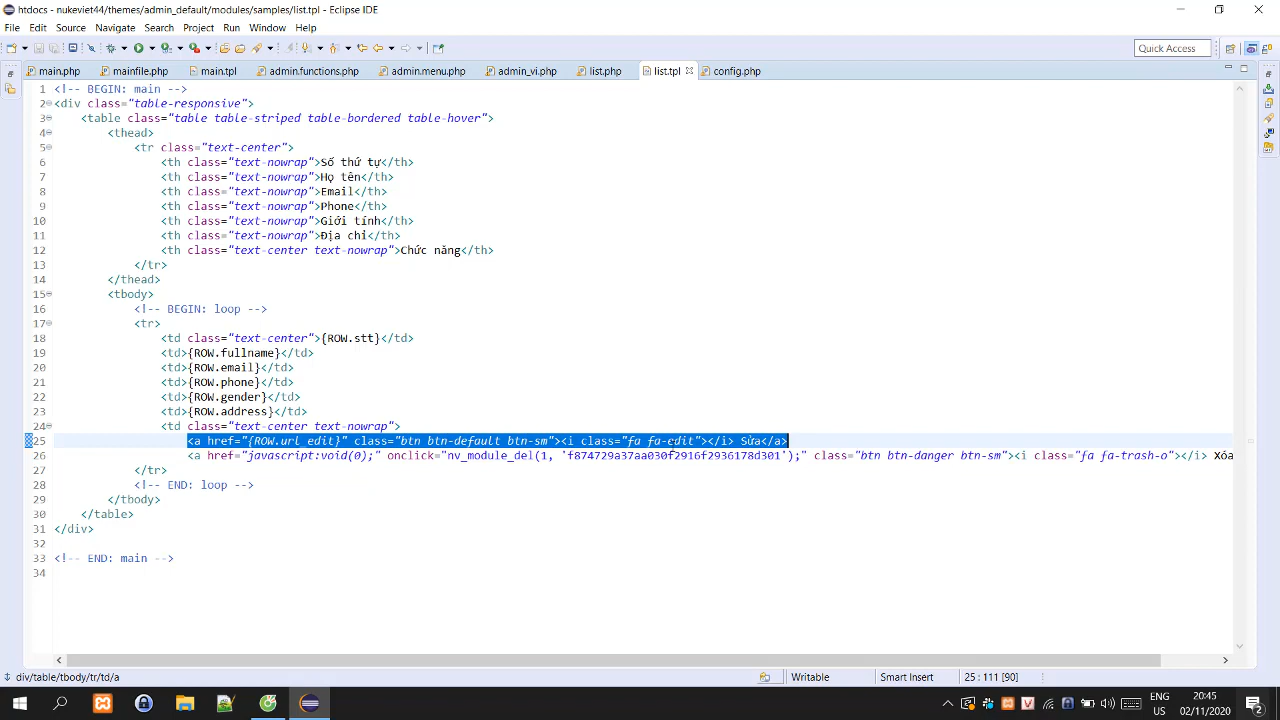 htdocs - nukeviet44/themes/admin_default/modules/samples/list.tpl - Eclipse IDE
File Edit Source Navigate Search Project Run Window Help
Quick Access
main.php mainfile.php main.tpl admin.functions.php admin.menu.php admin_vi.php list.php list.tpl config.php
1 <!-- BEGIN: main -->
2 <div class="table-responsive">
3 <table class="table table-striped table-bordered table-hover">
4 <thead>
5 <tr class="text-center">
6 <th class="text-nowrap">Số thứ tự</th>
7 <th class="text-nowrap">Họ tên</th>
8 <th class="text-nowrap">Email</th>
9 <th class="text-nowrap">Phone</th>
10 <th class="text-nowrap">Giới tính</th>
11 <th class="text-nowrap">Địa chỉ</th>
12 <th class="text-center text-nowrap">Chức năng</th>
13 </tr>
14 </thead>
15 <tbody>
16 <!-- BEGIN: loop -->
17 <tr>
18 <td class="text-center">{ROW.stt}</td>
19 <td>{ROW.fullname}</td>
20 <td>{ROW.email}</td>
21 <td>{ROW.phone}</td>
22 <td>{ROW.gender}</td>
23 <td>{ROW.address}</td>
24 <td class="text-center text-nowrap">
25 <a href="{ROW.url_edit}" class="btn btn-default btn-sm"><i class="fa fa-edit"></i> Sửa</a>
26 <a href="javascript:void(0);" onclick="nv_module_del(1, 'f874729a37aa030f2916f2936178d301');" class="btn btn-danger btn-sm"><i class="fa fa-trash-o"></i> Xóa
27 </tr>
28 <!-- END: loop -->
29 </tbody>
30 </table>
31 </div>
32
33 <!-- END: main -->
34
div/table/tbody/tr/td/a Writable Smart Insert 25 : 111 [90]
ENG 20:45
US 02/11/2020
2